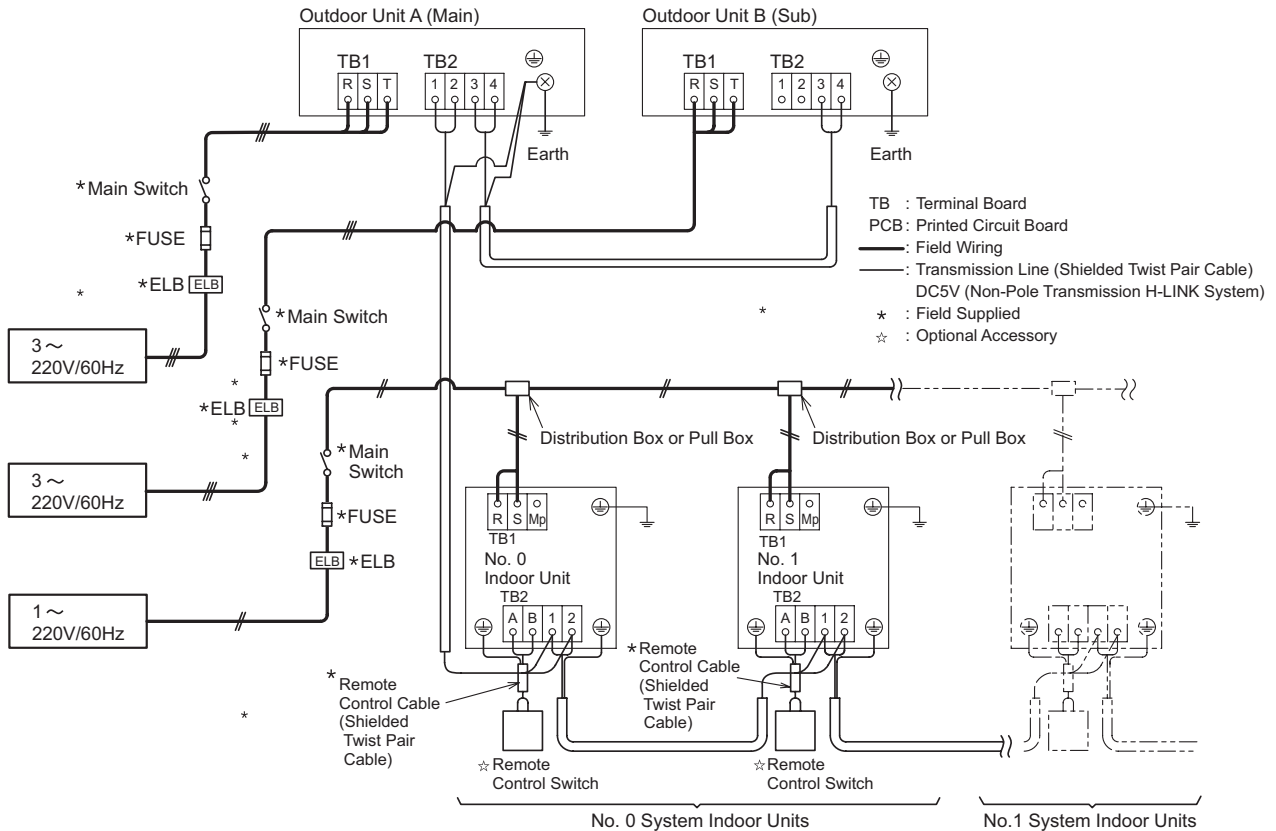 Outdoor Unit A (Main)
Outdoor Unit B (Sub)
TB1 TB2
R S T 1 2 3 4
Earth
TB1 TB2
R S T 1 2 3 4
Earth
*Main Switch
*FUSE
*ELB ELB
*
3～
220V/60Hz
*Main Switch
*FUSE
*
*ELB ELB
*
*
3～
220V/60Hz
*Main
Switch
*FUSE
ELB *ELB
1～
220V/60Hz
TB : Terminal Board
PCB : Printed Circuit Board
: Field Wiring
: Transmission Line (Shielded Twist Pair Cable)
DC5V (Non-Pole Transmission H-LINK System)
* : Field Supplied
☆ : Optional Accessory
*
Distribution Box or Pull Box
Distribution Box or Pull Box
R S Mp
TB1
No. 0
Indoor Unit
TB2
A B 1 2
R S Mp
TB1
No. 1
Indoor Unit
TB2
A B 1 2
*
Remote
Control Cable
(Shielded
Twist Pair
Cable)
*Remote
Control Cable
(Shielded
Twist Pair
Cable)
*
☆Remote
Control Switch
☆Remote
Control Switch
No. 0 System Indoor Units
No.1 System Indoor Units